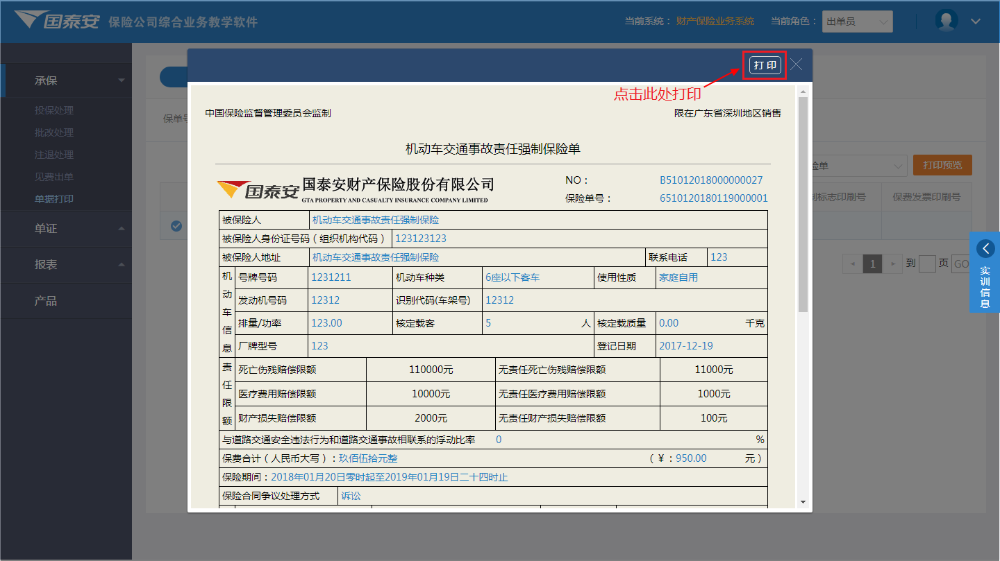 国泰安 保险公司综合业务教学软件
当前系统： 财产保险业务系统 当前角色： 出单员
承保
投保处理
批改处理
注退处理
见费出单
单据打印
单证
报表
产品
保单号
打印
点击此处打印
中国保险监督管理委员会监制 限在广东省深圳地区销售
机动车交通事故责任强制保险单
国泰安 国泰安财产保险股份有限公司
GTA PROPERTY AND CASUALTY INSURANCE COMPANY LIMITED
NO： B51012018000000027
保险单号： 6510120180119000001
被保险人 机动车交通事故责任强制保险
被保险人身份证号码（组织机构代码） 123123123
被保险人地址 机动车交通事故责任强制保险 联系电话 123
机动车信息
号牌号码 1231211 机动车种类 6座以下客车 使用性质 家庭自用
发动机号码 12312 识别代码(车架号) 12312
排量/功率 123.00 核定载客 5 人 核定载质量 0.00 千克
厂牌型号 123 登记日期 2017-12-19
责任限额
死亡伤残赔偿限额 110000元 无责任死亡伤残赔偿限额 11000元
医疗费用赔偿限额 10000元 无责任医疗费用赔偿限额 1000元
财产损失赔偿限额 2000元 无责任财产损失赔偿限额 100元
与道路交通安全违法行为和道路交通事故相联系的浮动比率 0 %
保费合计（人民币大写）：玖佰伍拾元整 （￥：950.00 元）
保险期间：2018年01月20日零时起至2019年01月19日二十四时止
保险合同争议处理方式 诉讼
险单 打印预览
标志印刷号 保费发票印刷号
1 到 页 GO
实训信息